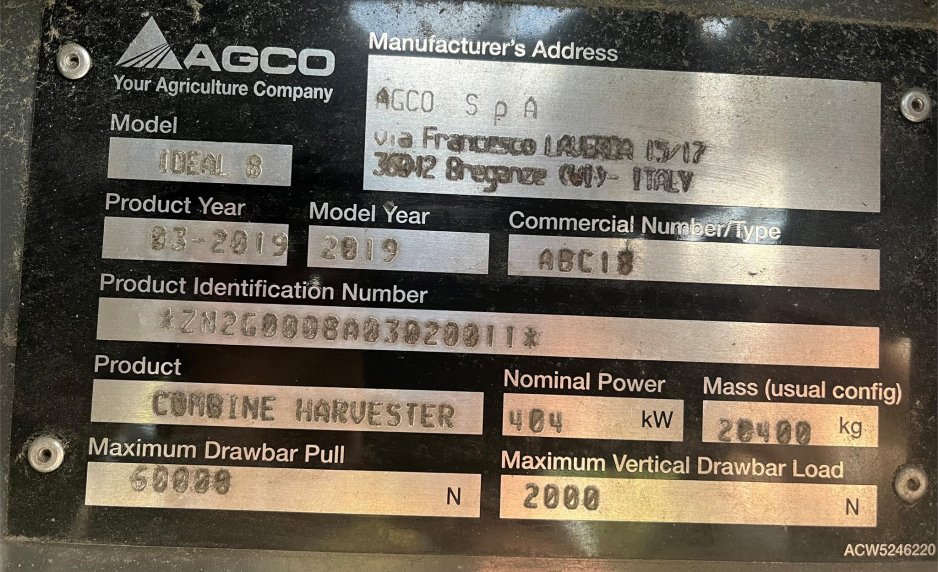 AGCO
Your Agriculture Company
Manufacturer's Address
AGCO SpA
Via Francesco LAVERDA 15/17
36042 Breganze (VI)- ITALY
Model
IDEAL 8
Product Year
03-2019
Model Year
2019
Commercial Number/Type
ABC18
Product Identification Number
*ZN2G0008A03020011*
Product
COMBINE HARVESTER
Nominal Power
404 kW
Mass (usual config)
20400 kg
Maximum Drawbar Pull
60000 N
Maximum Vertical Drawbar Load
2000 N
ACW5246220